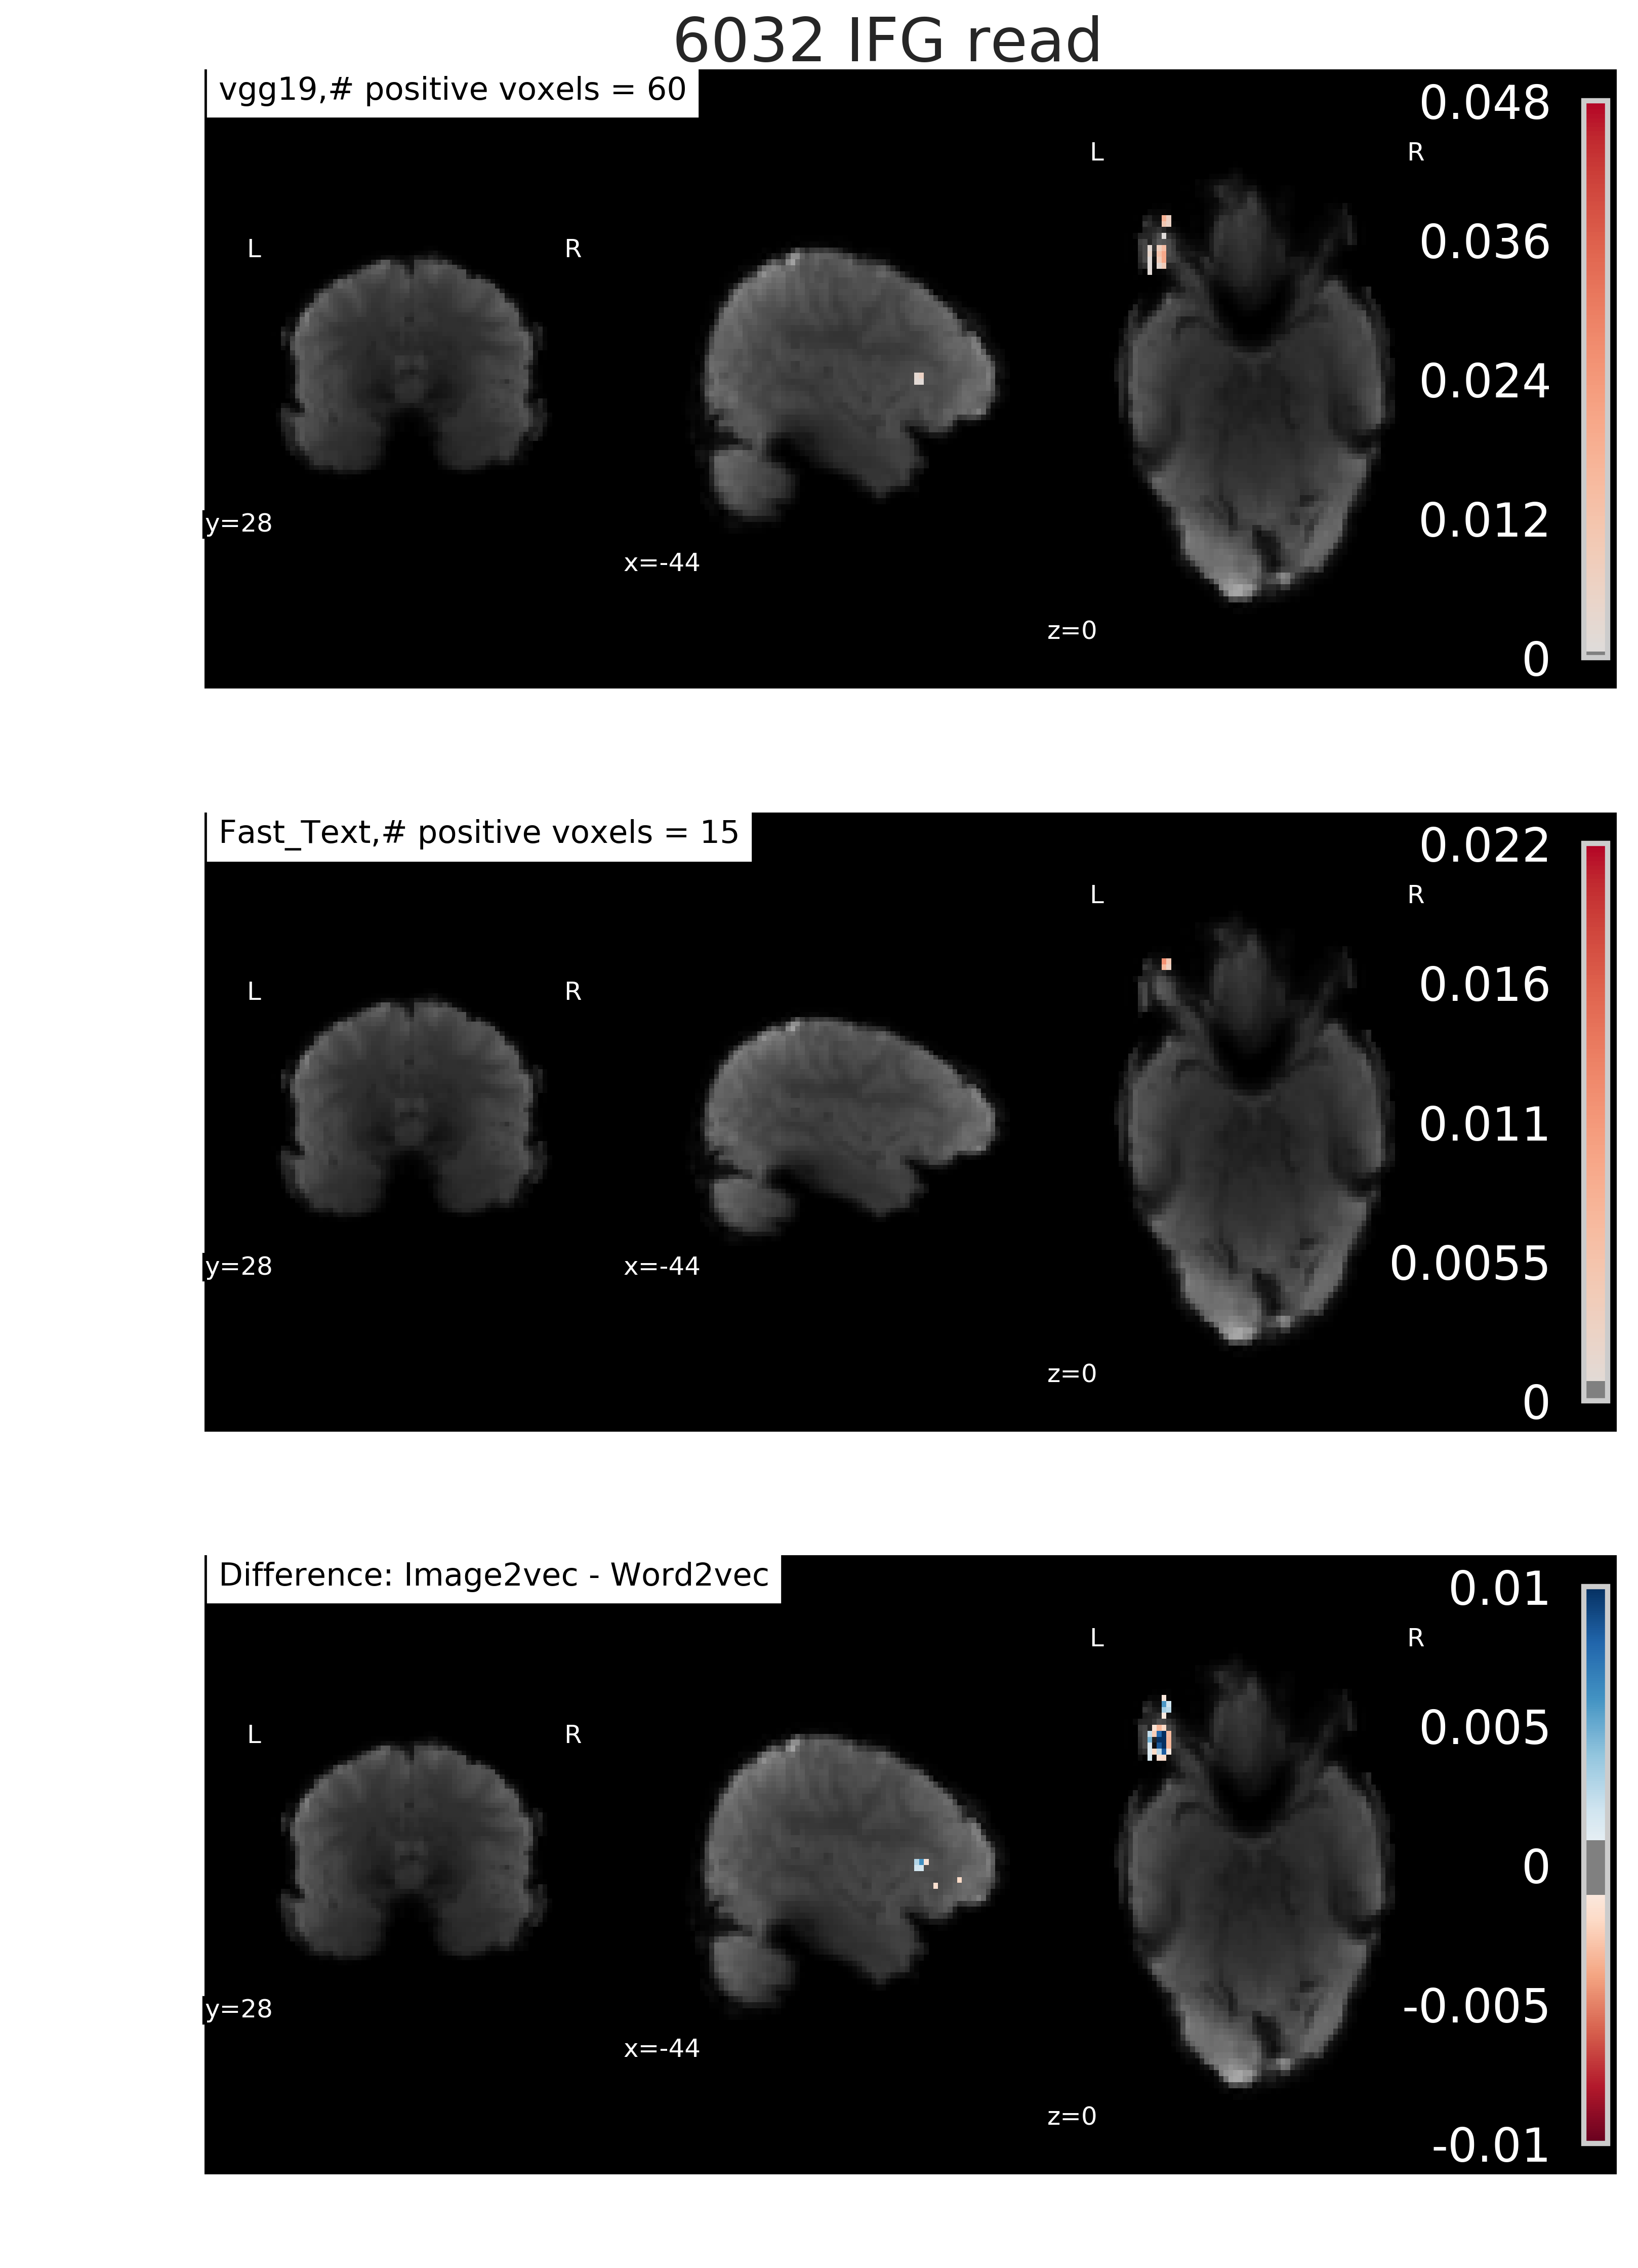 6032 IFG read
vgg19,# positive voxels = 60
0.048
L
R
0.036
L
R
0.024
0.012
y=28
x=-44
z=0
0
Fast_Text,# positive voxels = 15
0.022
L
R
0.016
L
R
0.011
0.0055
y=28
x=-44
z=0
0
Difference: Image2vec - Word2vec
0.01
L
R
0.005
L
R
0
-0.005
y=28
x=-44
z=0
-0.01